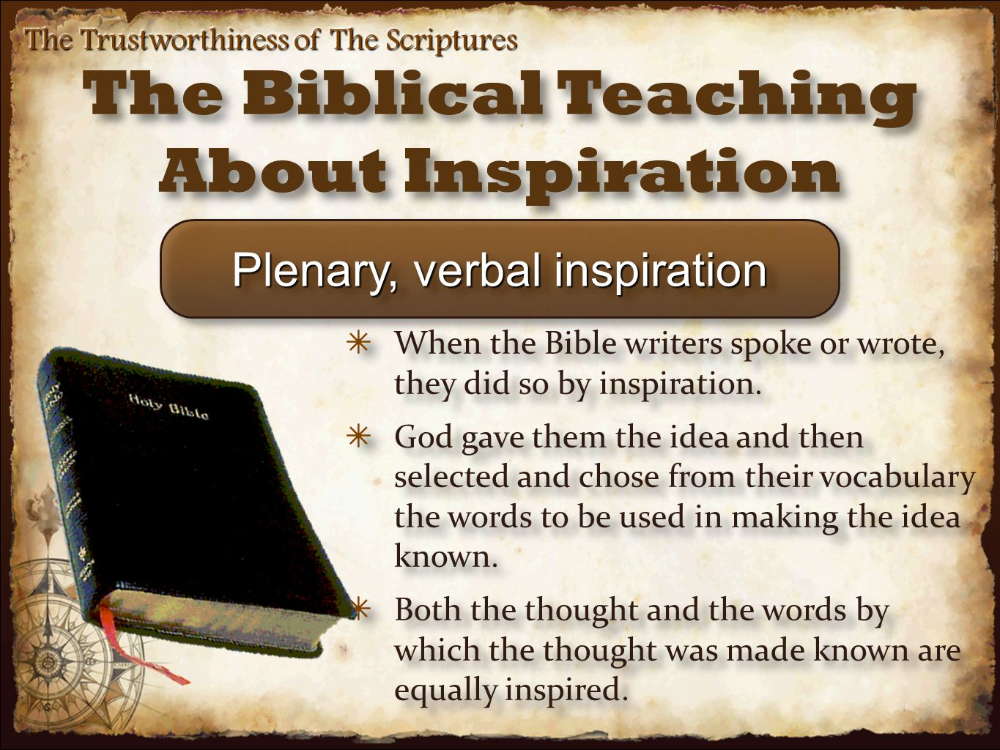 The Trustworthiness of The Scriptures
The Biblical Teaching
About Inspiration
Plenary, verbal inspiration
When the Bible writers spoke or wrote,
they did so by inspiration.
God gave them the idea and then
selected and chose from their vocabulary
the words to be used in making the idea
known.
Both the thought and the words by
which the thought was made known are
equally inspired.
Holy Bible
S